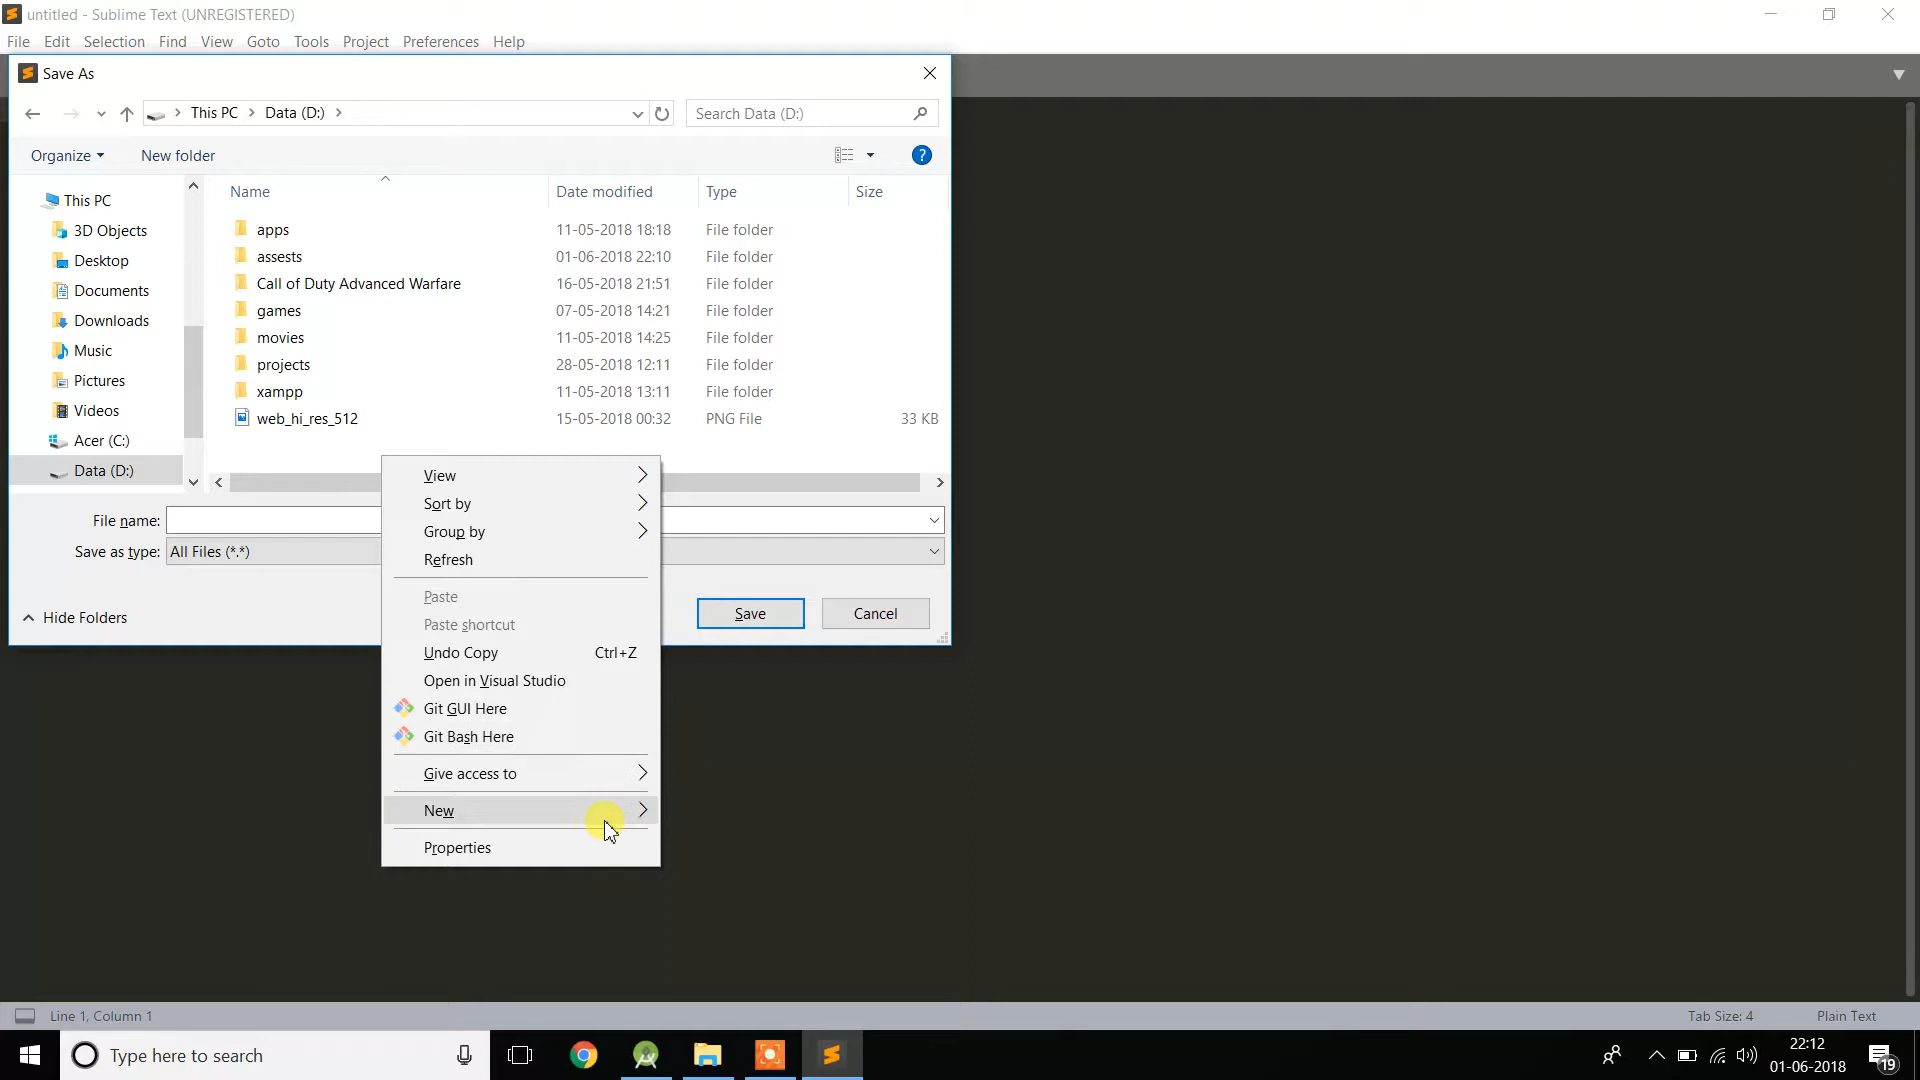 untitled - Sublime Text (UNREGISTERED)
File Edit Selection Find View Goto Tools Project Preferences Help
Save As
This PC Data (D:)
Search Data (D:)
Organize New folder
?
Name Date modified Type Size
This PC
3D Objects
Desktop
Documents
Downloads
Music
Pictures
Videos
Acer (C:)
Data (D:)
apps 11-05-2018 18:18 File folder
assests 01-06-2018 22:10 File folder
Call of Duty Advanced Warfare 16-05-2018 21:51 File folder
games 07-05-2018 14:21 File folder
movies 11-05-2018 14:25 File folder
projects 28-05-2018 12:11 File folder
xampp 11-05-2018 13:11 File folder
web_hi_res_512 15-05-2018 00:32 PNG File 33 KB
File name:
Save as type: All Files (*.*)
Hide Folders
Save Cancel
View
Sort by
Group by
Refresh
Paste
Paste shortcut
Undo Copy Ctrl+Z
Open in Visual Studio
Git GUI Here
Git Bash Here
Give access to
New
Properties
Line 1, Column 1 Tab Size: 4 Plain Text
Type here to search
22:12
01-06-2018
19